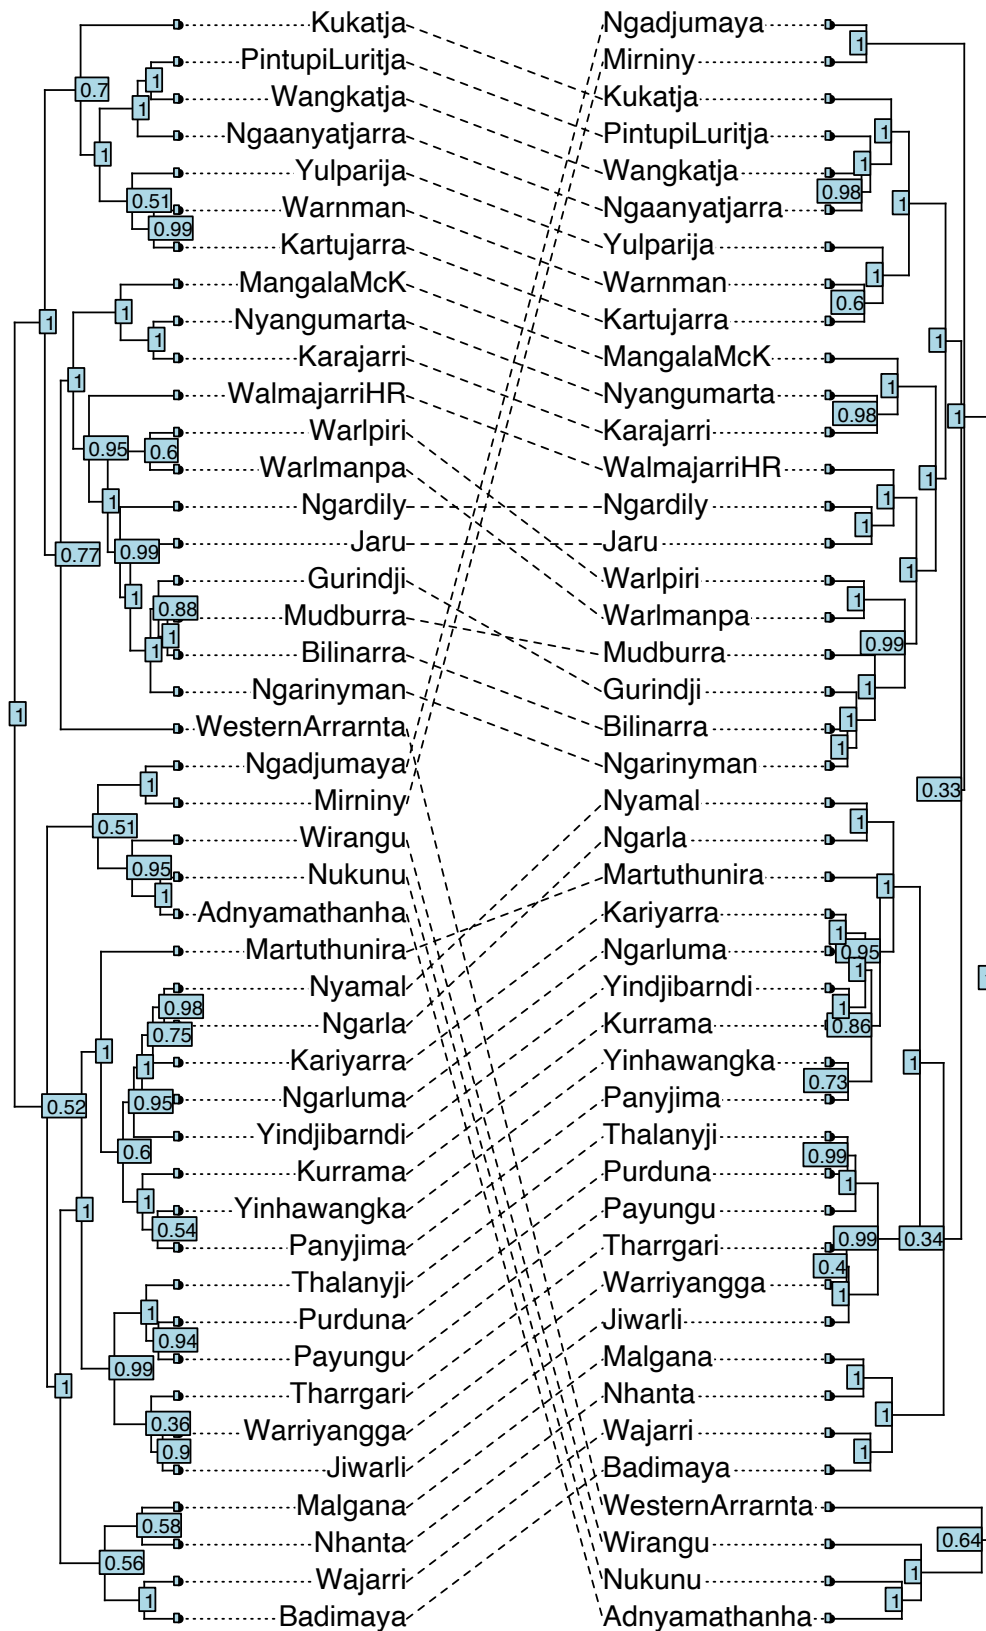 Kukatja
PintupiLuritja
Wangkatja
Ngaanyatjarra
Yulparija
Warnman
Kartujarra
MangalaMcK
Nyangumarta
Karajarri
WalmajarriHR
Warlpiri
Warlmanpa
Ngardily
Jaru
Gurindji
Mudburra
Bilinarra
Ngarinyman
WesternArrarnta
Ngadjumaya
Mirniny
Wirangu
Nukunu
Adnyamathanha
Martuthunira
Nyamal
Ngarla
Kariyarra
Ngarluma
Yindjibarndi
Kurrama
Yinhawangka
Panyjima
Thalanyji
Purduna
Payungu
Tharrgari
Warriyangga
Jiwarli
Malgana
Nhanta
Wajarri
Badimaya
Ngadjumaya
Mirniny
Kukatja
PintupiLuritja
Wangkatja
Ngaanyatjarra
Yulparija
Warnman
Kartujarra
MangalaMcK
Nyangumarta
Karajarri
WalmajarriHR
Ngardily
Jaru
Warlpiri
Warlmanpa
Mudburra
Gurindji
Bilinarra
Ngarinyman
Nyamal
Ngarla
Martuthunira
Kariyarra
Ngarluma
Yindjibarndi
Kurrama
Yinhawangka
Panyjima
Thalanyji
Purduna
Payungu
Tharrgari
Warriyangga
Jiwarli
Malgana
Nhanta
Wajarri
Badimaya
WesternArrarnta
Wirangu
Nukunu
Adnyamathanha
1
0.7
1
1
1
0.51
0.99
1
1
1
1
0.95
0.6
1
0.77
0.99
1
0.88
1
1
1
1
0.51
0.95
1
0.98
0.75
1
1
0.95
0.52
0.6
1
1
0.54
1
0.94
0.99
1
0.36
0.9
0.58
0.56
1
1
1
1
1
0.98
1
1
0.6
1
1
0.98
1
1
1
1
1
1
0.99
1
1
1
0.33
1
1
1
0.95
1
1
0.86
1
0.73
0.99
1
0.99
0.34
0.4
1
1
1
1
0.64
1
1